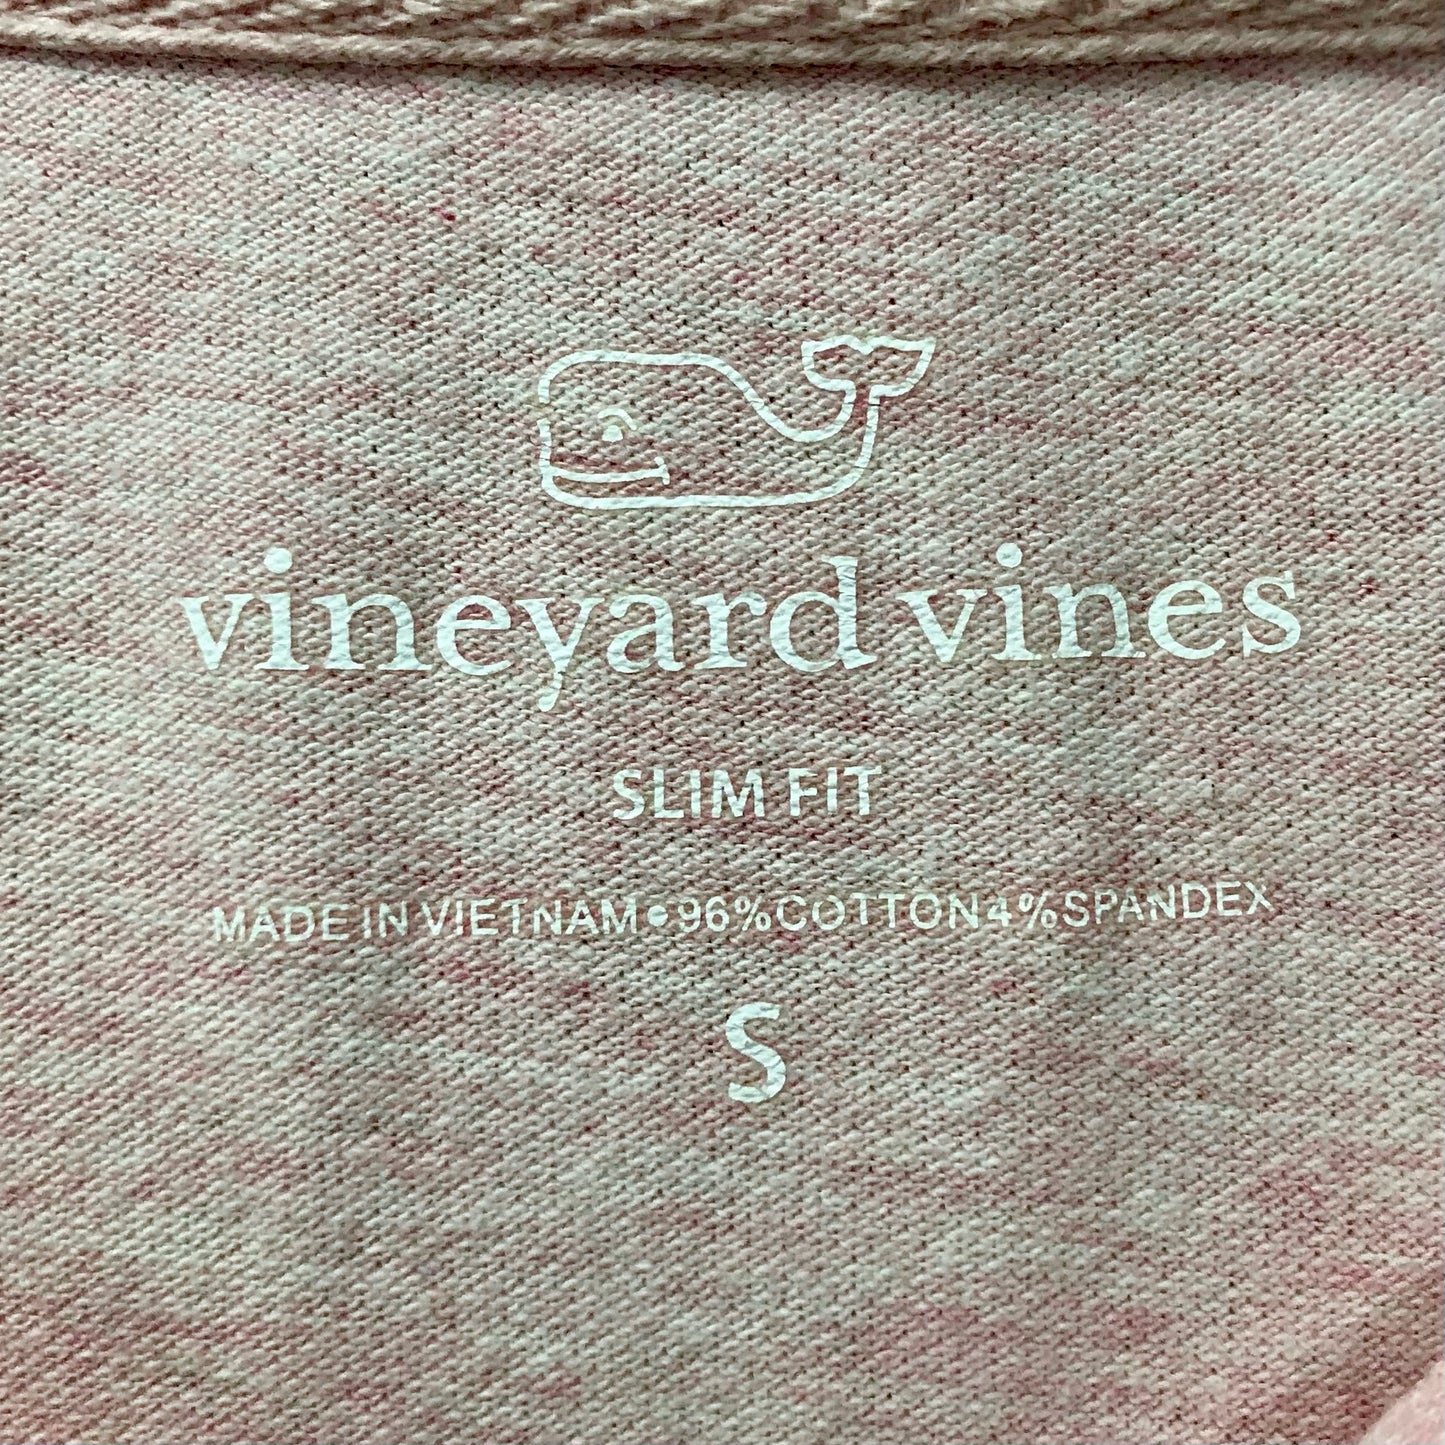 vineyard vines
SLIM FIT
MADE IN VIETNAM•96%COTTON4%SPANDEX
S